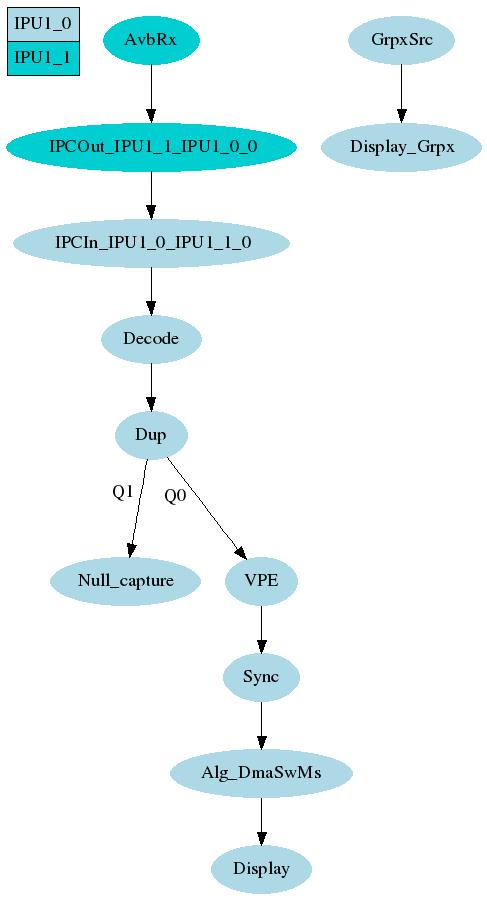 IPU1_0
IPU1_1
AvbRx
GrpxSrc
IPCOut_IPU1_1_IPU1_0_0
Display_Grpx
IPCIn_IPU1_0_IPU1_1_0
Decode
Dup
Q1
Q0
Null_capture
VPE
Sync
Alg_DmaSwMs
Display